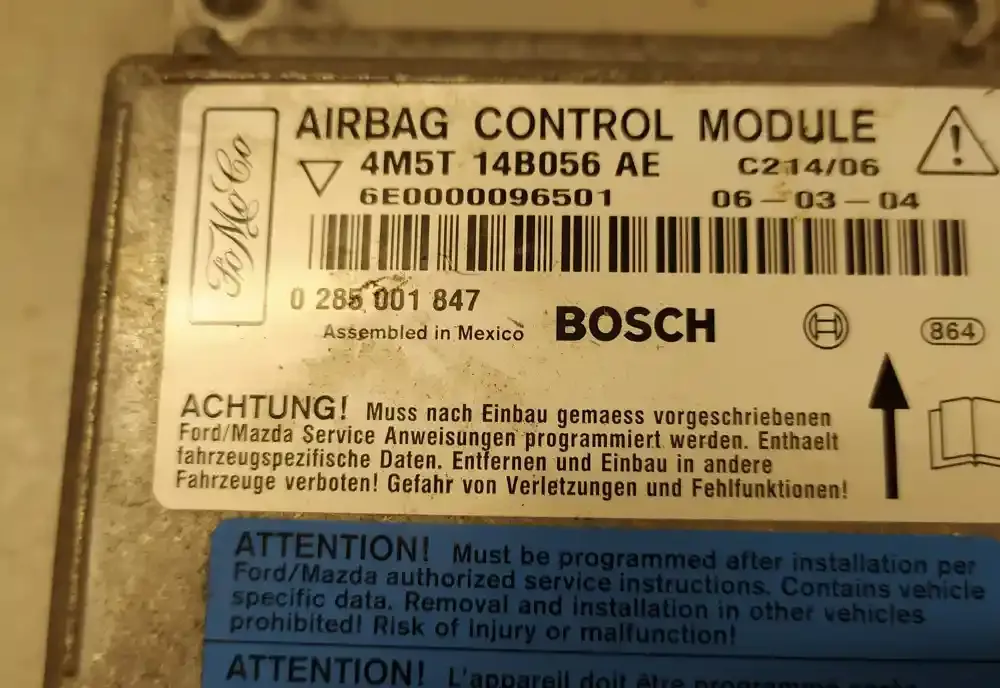 FoMoCo
AIRBAG CONTROL MODULE
4M5T 14B056 AE C214/06
6E0000096501 06-03-04
0 285 001 847
Assembled in Mexico BOSCH
864
ACHTUNG! Muss nach Einbau gemaess vorgeschriebenen
Ford/Mazda Service Anweisungen programmiert werden. Enthaelt
fahrzeugspezifische Daten. Entfernen und Einbau in andere
Fahrzeuge verboten! Gefahr von Verletzungen und Fehlfunktionen!
ATTENTION! Must be programmed after installation per
Ford/Mazda authorized service instructions. Contains vehicle
specific data. Removal and installation in other vehicles
prohibited! Risk of injury or malfunction!
ATTENTION! L'appareil doit être programmé